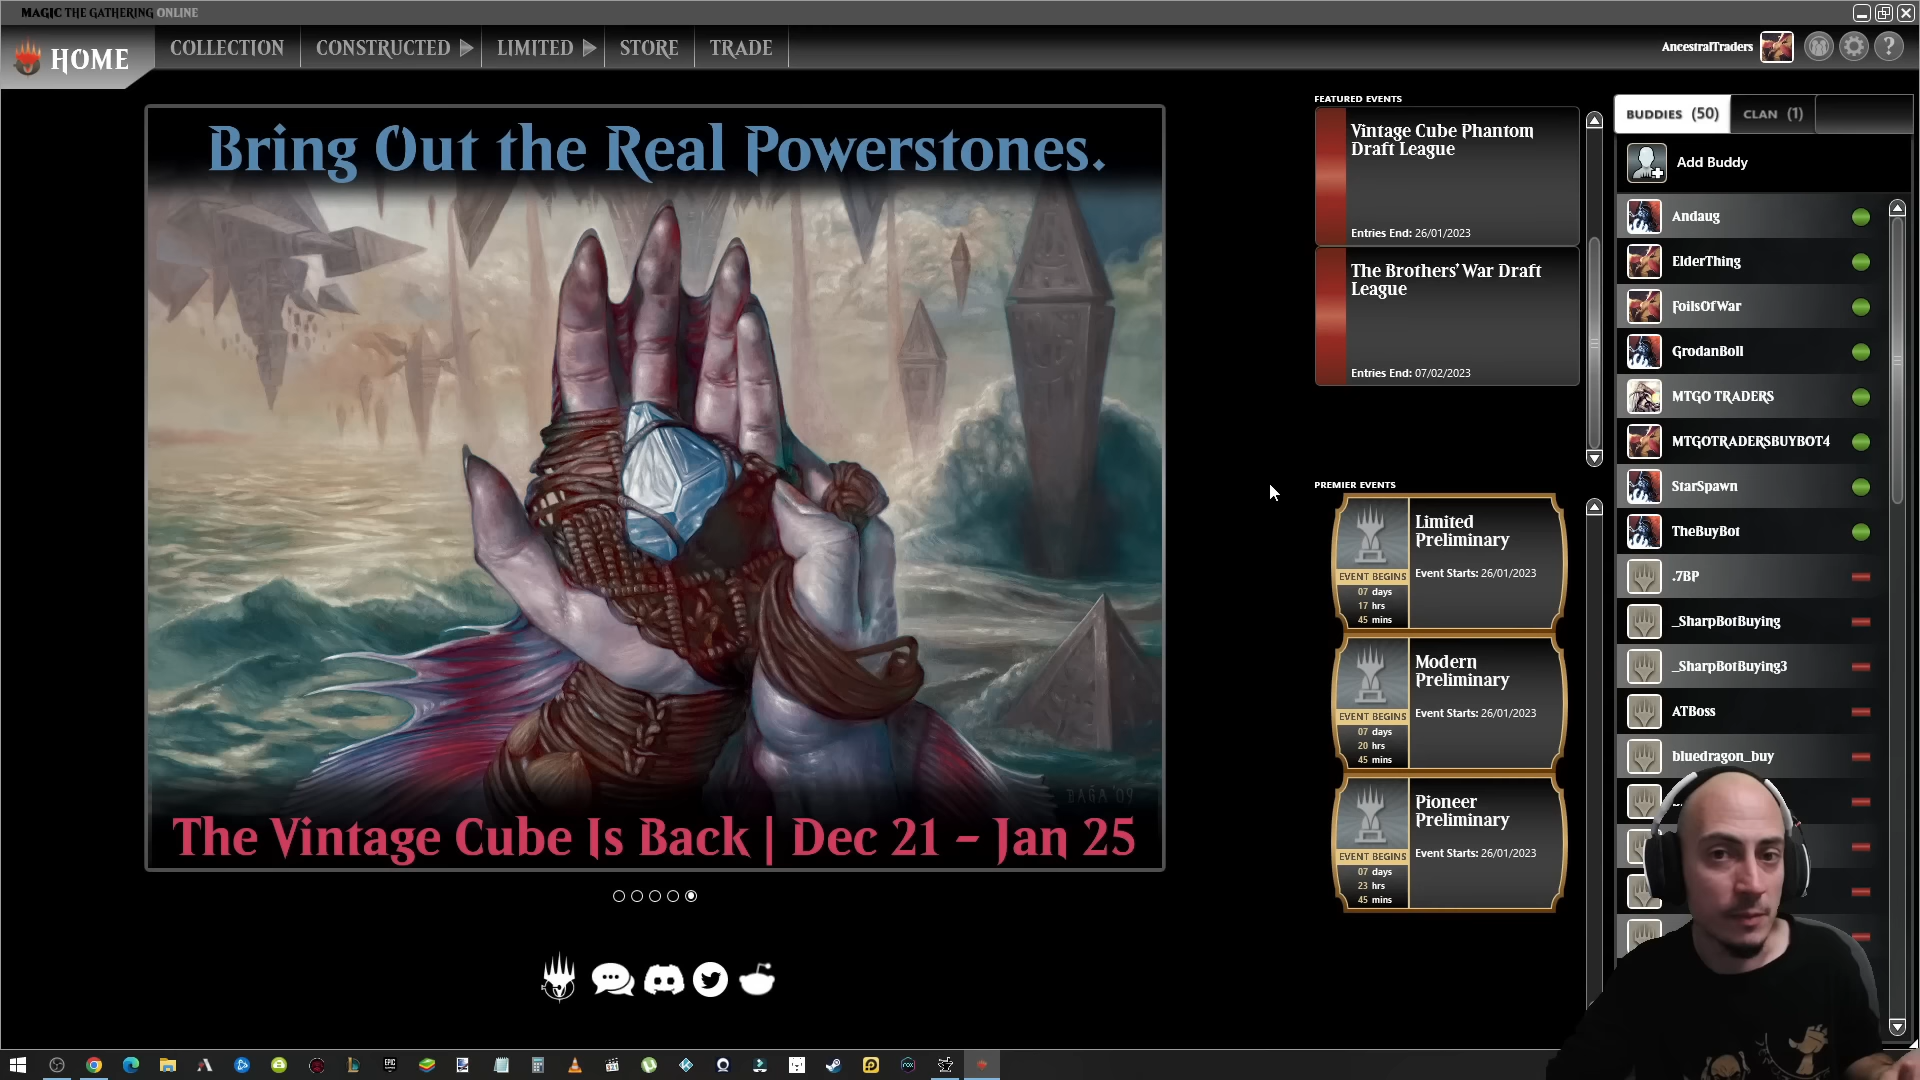 MAGIC THE GATHERING ONLINE
HOME
COLLECTION
CONSTRUCTED
LIMITED
STORE
TRADE
AncestralTraders
?
Bring Out the Real Powerstones.
BAÑA '09
The Vintage Cube Is Back | Dec 21 – Jan 25
FEATURED EVENTS
Vintage Cube Phantom
Draft League
Entries End: 26/01/2023
The Brothers' War Draft
League
Entries End: 07/02/2023
PREMIER EVENTS
Limited
Preliminary
Event Starts: 26/01/2023
EVENT BEGINS
07 days
17 hrs
45 mins
Modern
Preliminary
Event Starts: 26/01/2023
EVENT BEGINS
07 days
20 hrs
45 mins
Pioneer
Preliminary
Event Starts: 26/01/2023
EVENT BEGINS
07 days
23 hrs
45 mins
BUDDIES (50)
CLAN (1)
Add Buddy
Andaug
ElderThing
FoilsOfWar
GrodanBoll
MTGO TRADERS
MTGOTRADERSBUYBOT4
StarSpawn
TheBuyBot
.7BP
_SharpBotBuying
_SharpBotBuying3
ATBoss
bluedragon_buy
EPIC